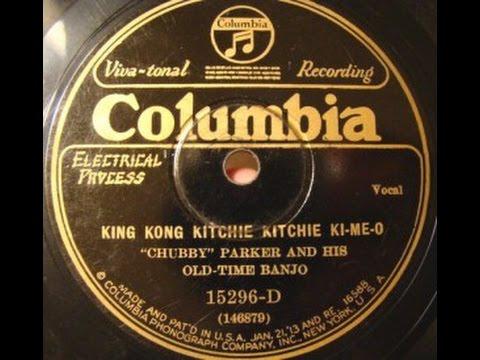 Columbia
Viva-tonal Recording
Columbia
ELECTRICAL
PROCESS
Vocal
KING KONG KITCHIE KITCHIE KI-ME-O
"CHUBBY" PARKER AND HIS
OLD-TIME BANJO
15296-D
(146879)
MADE AND PAT'D IN U.S.A. JAN. 21, '13 AND RE 16588
© COLUMBIA PHONOGRAPH COMPANY, INC., NEW YORK, U S A